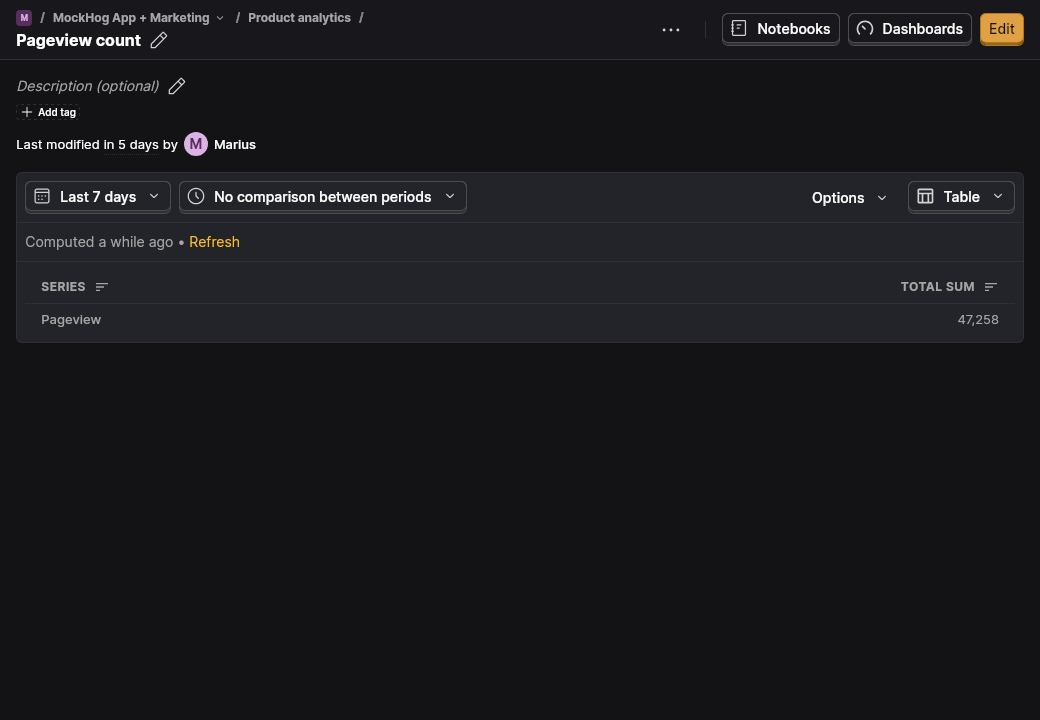 M / MockHog App + Marketing / Product analytics /
Pageview count
Notebooks
Dashboards
Edit
Description (optional)
Add tag
Last modified in 5 days by M Marius
Last 7 days
No comparison between periods
Options
Table
Computed a while ago • Refresh
SERIES TOTAL SUM
Pageview 47,258